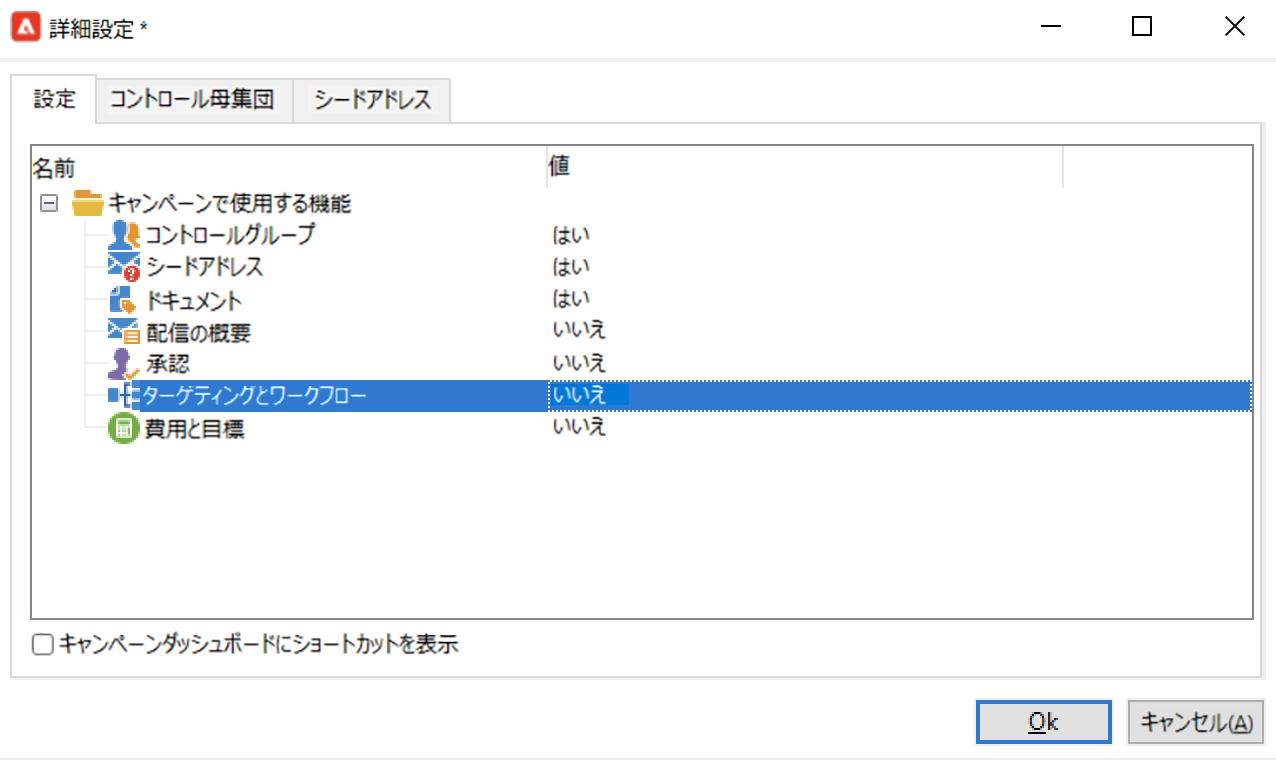 詳細設定 *
設定 コントロール母集団 シードアドレス
名前 値
キャンペーンで使用する機能
コントロールグループ はい
シードアドレス はい
ドキュメント はい
配信の概要 いいえ
承認 いいえ
ターゲティングとワークフロー いいえ
費用と目標 いいえ
キャンペーンダッシュボードにショートカットを表示
Ok キャンセル(A)